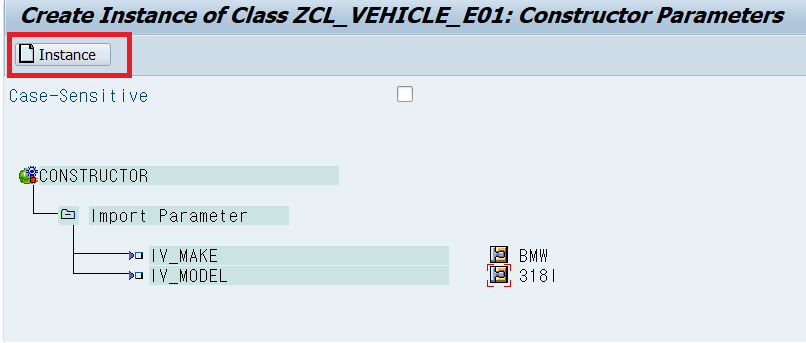 Create Instance of Class ZCL_VEHICLE_E01: Constructor Parameters
Instance
Case-Sensitive
CONSTRUCTOR
Import Parameter
IV_MAKE BMW
IV_MODEL 318I